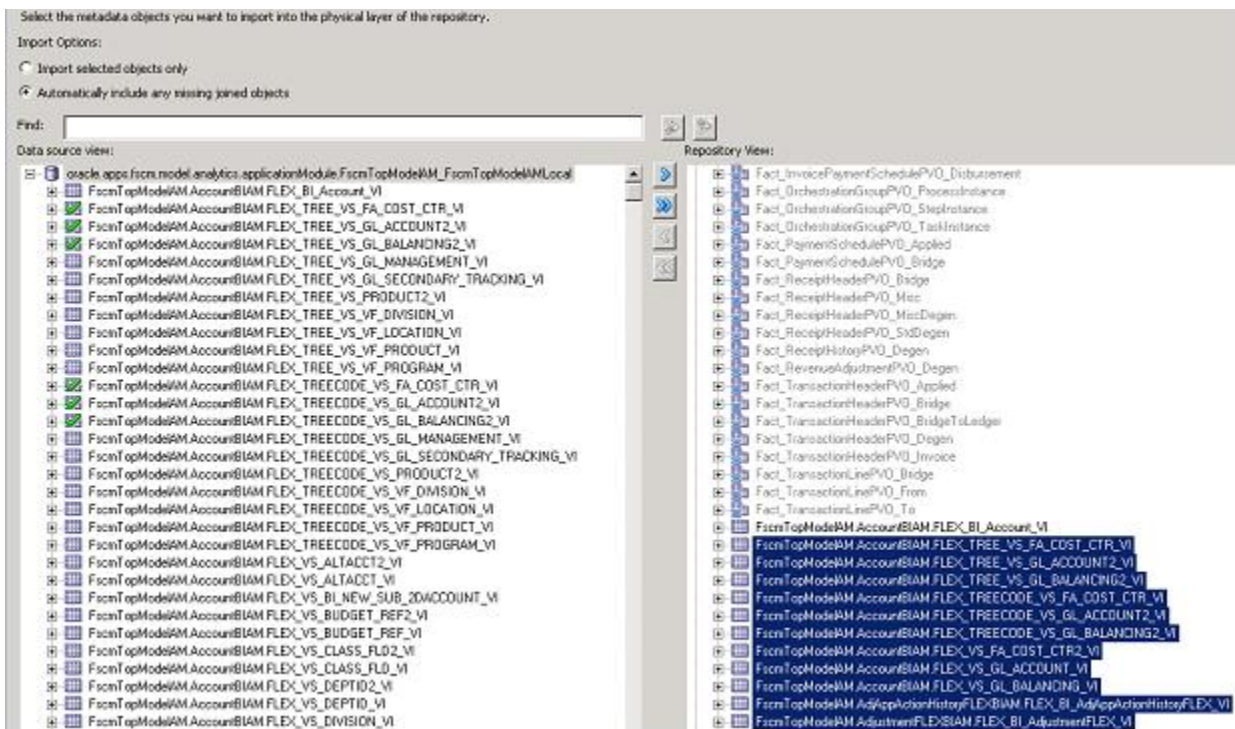 Select the metadata objects you want to import into the physical layer of the repository.
Import Options:
Import selected objects only
Automatically include any missing joined objects
Find:
Data source view:
oracle.apps.fscm.model.analytics.applicationModule.FscmTopModelAM_FscmTopModelAMLocal
FscmTopModelAM.AccountBIAM.FLEX_BI_Account_VI
FscmTopModelAM.AccountBIAM.FLEX_TREE_VS_FA_COST_CTR_VI
FscmTopModelAM.AccountBIAM.FLEX_TREE_VS_GL_ACCOUNT2_VI
FscmTopModelAM.AccountBIAM.FLEX_TREE_VS_GL_BALANCING2_VI
FscmTopModelAM.AccountBIAM.FLEX_TREE_VS_GL_MANAGEMENT_VI
FscmTopModelAM.AccountBIAM.FLEX_TREE_VS_GL_SECONDARY_TRACKING_VI
FscmTopModelAM.AccountBIAM.FLEX_TREE_VS_PRODUCT2_VI
FscmTopModelAM.AccountBIAM.FLEX_TREE_VS_VF_DIVISION_VI
FscmTopModelAM.AccountBIAM.FLEX_TREE_VS_VF_LOCATION_VI
FscmTopModelAM.AccountBIAM.FLEX_TREE_VS_VF_PRODUCT_VI
FscmTopModelAM.AccountBIAM.FLEX_TREE_VS_VF_PROGRAM_VI
FscmTopModelAM.AccountBIAM.FLEX_TREECODE_VS_FA_COST_CTR_VI
FscmTopModelAM.AccountBIAM.FLEX_TREECODE_VS_GL_ACCOUNT2_VI
FscmTopModelAM.AccountBIAM.FLEX_TREECODE_VS_GL_BALANCING2_VI
FscmTopModelAM.AccountBIAM.FLEX_TREECODE_VS_GL_MANAGEMENT_VI
FscmTopModelAM.AccountBIAM.FLEX_TREECODE_VS_GL_SECONDARY_TRACKING_VI
FscmTopModelAM.AccountBIAM.FLEX_TREECODE_VS_PRODUCT2_VI
FscmTopModelAM.AccountBIAM.FLEX_TREECODE_VS_VF_DIVISION_VI
FscmTopModelAM.AccountBIAM.FLEX_TREECODE_VS_VF_LOCATION_VI
FscmTopModelAM.AccountBIAM.FLEX_TREECODE_VS_VF_PRODUCT_VI
FscmTopModelAM.AccountBIAM.FLEX_TREECODE_VS_VF_PROGRAM_VI
FscmTopModelAM.AccountBIAM.FLEX_VS_ALTACCT2_VI
FscmTopModelAM.AccountBIAM.FLEX_VS_ALTACCT_VI
FscmTopModelAM.AccountBIAM.FLEX_VS_BI_NEW_SUB_2DACCOUNT_VI
FscmTopModelAM.AccountBIAM.FLEX_VS_BUDGET_REF2_VI
FscmTopModelAM.AccountBIAM.FLEX_VS_BUDGET_REF_VI
FscmTopModelAM.AccountBIAM.FLEX_VS_CLASS_FLD2_VI
FscmTopModelAM.AccountBIAM.FLEX_VS_CLASS_FLD_VI
FscmTopModelAM.AccountBIAM.FLEX_VS_DEPTID2_VI
FscmTopModelAM.AccountBIAM.FLEX_VS_DEPTID_VI
FscmTopModelAM.AccountBIAM.FLEX_VS_DIVISION_VI
Repository View:
Fact_InvoicePaymentSchedulePVO_Disbursement
Fact_OrchestrationGroupPVO_ProcessInstance
Fact_OrchestrationGroupPVO_StepInstance
Fact_OrchestrationGroupPVO_TaskInstance
Fact_PaymentSchedulePVO_Applied
Fact_PaymentSchedulePVO_Bridge
Fact_ReceiptHeaderPVO_Bridge
Fact_ReceiptHeaderPVO_Misc
Fact_ReceiptHeaderPVO_MiscDegen
Fact_ReceiptHeaderPVO_StdDegen
Fact_ReceiptHistoryPVO_Degen
Fact_RevenueAdjustmentPVO_Degen
Fact_TransactionHeaderPVO_Applied
Fact_TransactionHeaderPVO_Bridge
Fact_TransactionHeaderPVO_BridgeToLedger
Fact_TransactionHeaderPVO_Degen
Fact_TransactionHeaderPVO_Invoice
Fact_TransactionLinePVO_Bridge
Fact_TransactionLinePVO_From
Fact_TransactionLinePVO_To
FscmTopModelAM.AccountBIAM.FLEX_BI_Account_VI
FscmTopModelAM.AccountBIAM.FLEX_TREE_VS_FA_COST_CTR_VI
FscmTopModelAM.AccountBIAM.FLEX_TREE_VS_GL_ACCOUNT2_VI
FscmTopModelAM.AccountBIAM.FLEX_TREE_VS_GL_BALANCING2_VI
FscmTopModelAM.AccountBIAM.FLEX_TREECODE_VS_FA_COST_CTR_VI
FscmTopModelAM.AccountBIAM.FLEX_TREECODE_VS_GL_ACCOUNT2_VI
FscmTopModelAM.AccountBIAM.FLEX_TREECODE_VS_GL_BALANCING2_VI
FscmTopModelAM.AccountBIAM.FLEX_VS_FA_COST_CTR2_VI
FscmTopModelAM.AccountBIAM.FLEX_VS_GL_ACCOUNT_VI
FscmTopModelAM.AccountBIAM.FLEX_VS_GL_BALANCING_VI
FscmTopModelAM.AdjAppActionHistoryFLEXBIAM.FLEX_BI_AdjAppActionHistoryFLEX_VI
FscmTopModelAM.AdjustmentFLEXBIAM.FLEX_BI_AdjustmentFLEX_VI